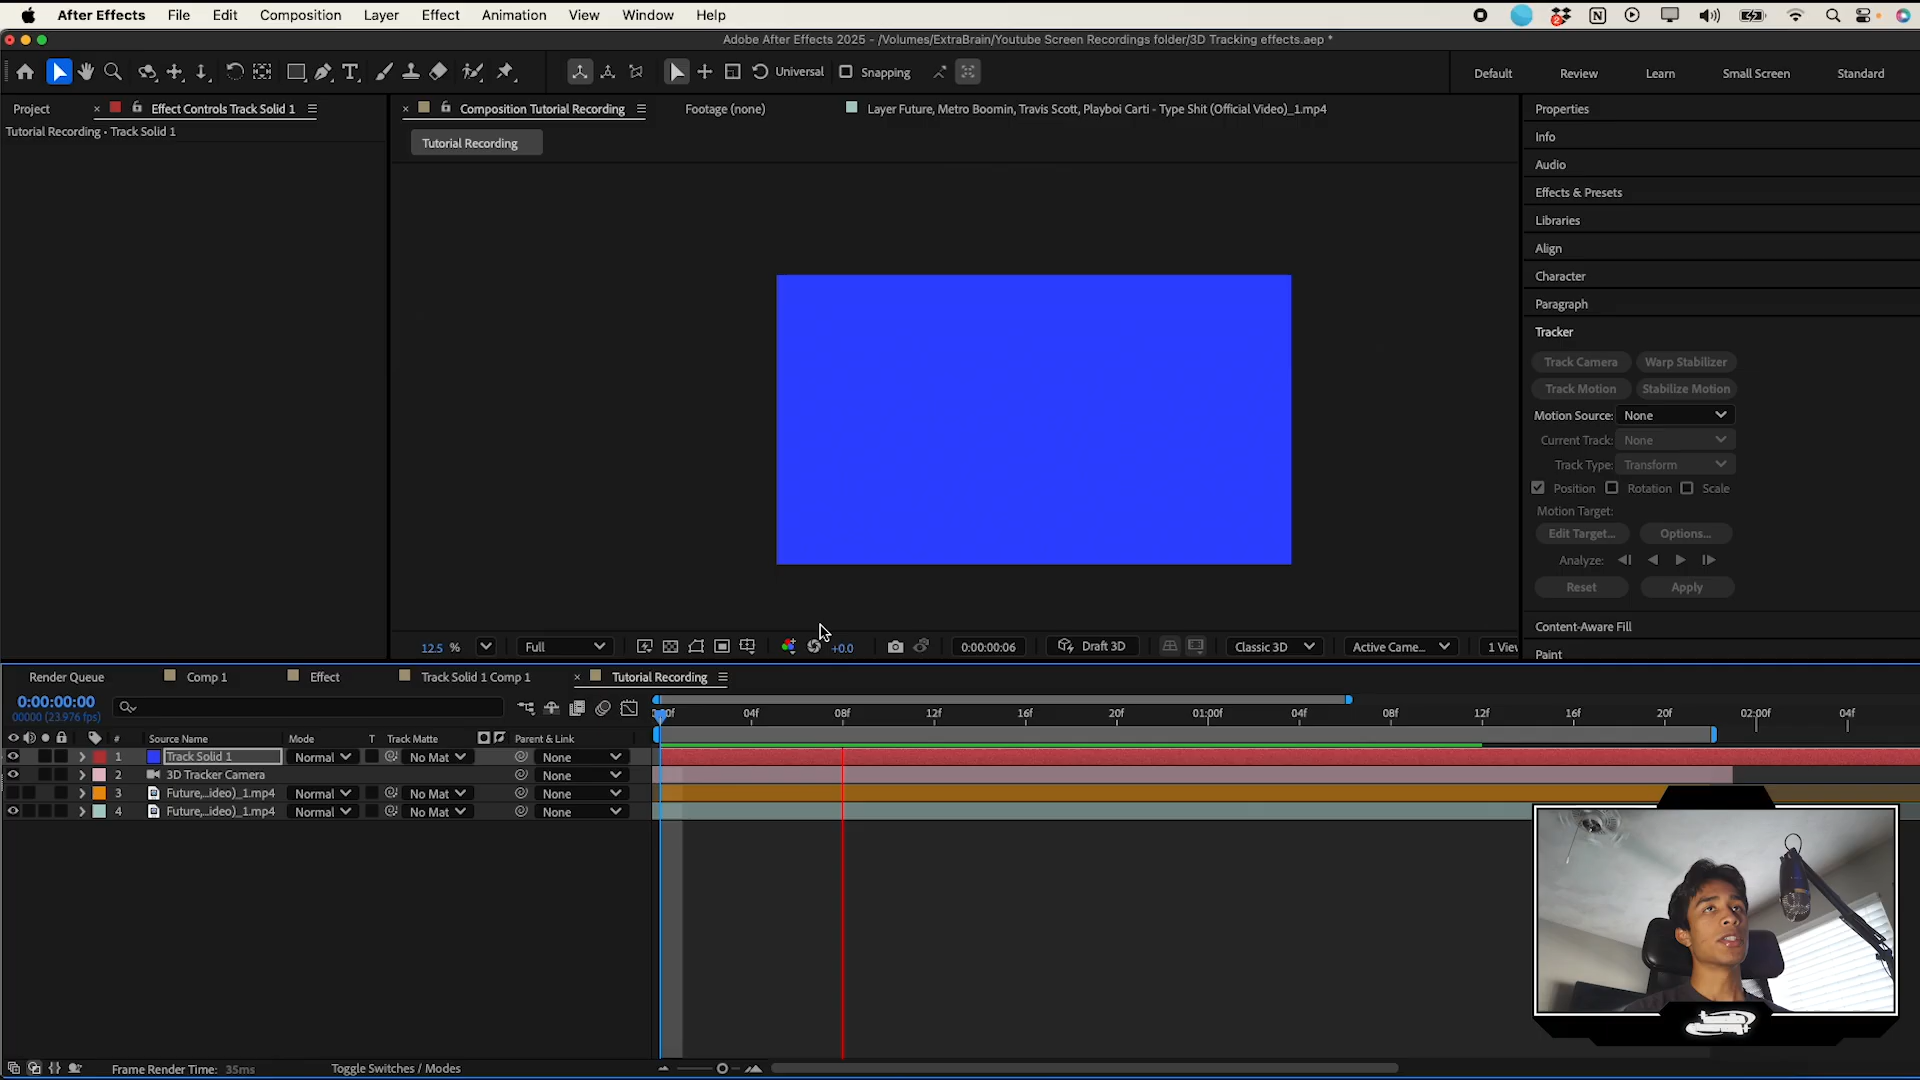 After Effects File Edit Composition Layer Effect Animation View Window Help
Adobe After Effects 2025 - /Volumes/ExtraBrain/Youtube Screen Recordings folder/3D Tracking effects.aep *
Universal Snapping Default Review Learn Small Screen Standard
Project × Effect Controls Track Solid 1 × Composition Tutorial Recording Footage (none) Layer Future, Metro Boomin, Travis Scott, Playboi Carti - Type Shit (Official Video)_1.mp4
Tutorial Recording • Track Solid 1
Tutorial Recording
Properties
Info
Audio
Effects & Presets
Libraries
Align
Character
Paragraph
Tracker
Track Camera Warp Stabilizer
Track Motion Stabilize Motion
Motion Source: None
Current Track: None
Track Type: Transform
Position Rotation Scale
Motion Target:
Edit Target... Options...
Analyze:
Reset Apply
Content-Aware Fill
Paint
12.5 % Full +0.0 0:00:00:06 Draft 3D Classic 3D Active Came... 1 View
Render Queue Comp 1 Effect Track Solid 1 Comp 1 × Tutorial Recording
0:00:00:00
00000 (23.976 fps)
04f 08f 12f 16f 20f 01:00f 04f 08f 12f 16f 20f 02:00f 04f
# Source Name Mode T Track Matte Parent & Link
1 Track Solid 1 Normal No Mat None
2 3D Tracker Camera None
3 Future,...ideo)_1.mp4 Normal No Mat None
4 Future,...ideo)_1.mp4 Normal No Mat None
Frame Render Time: 35ms Toggle Switches / Modes